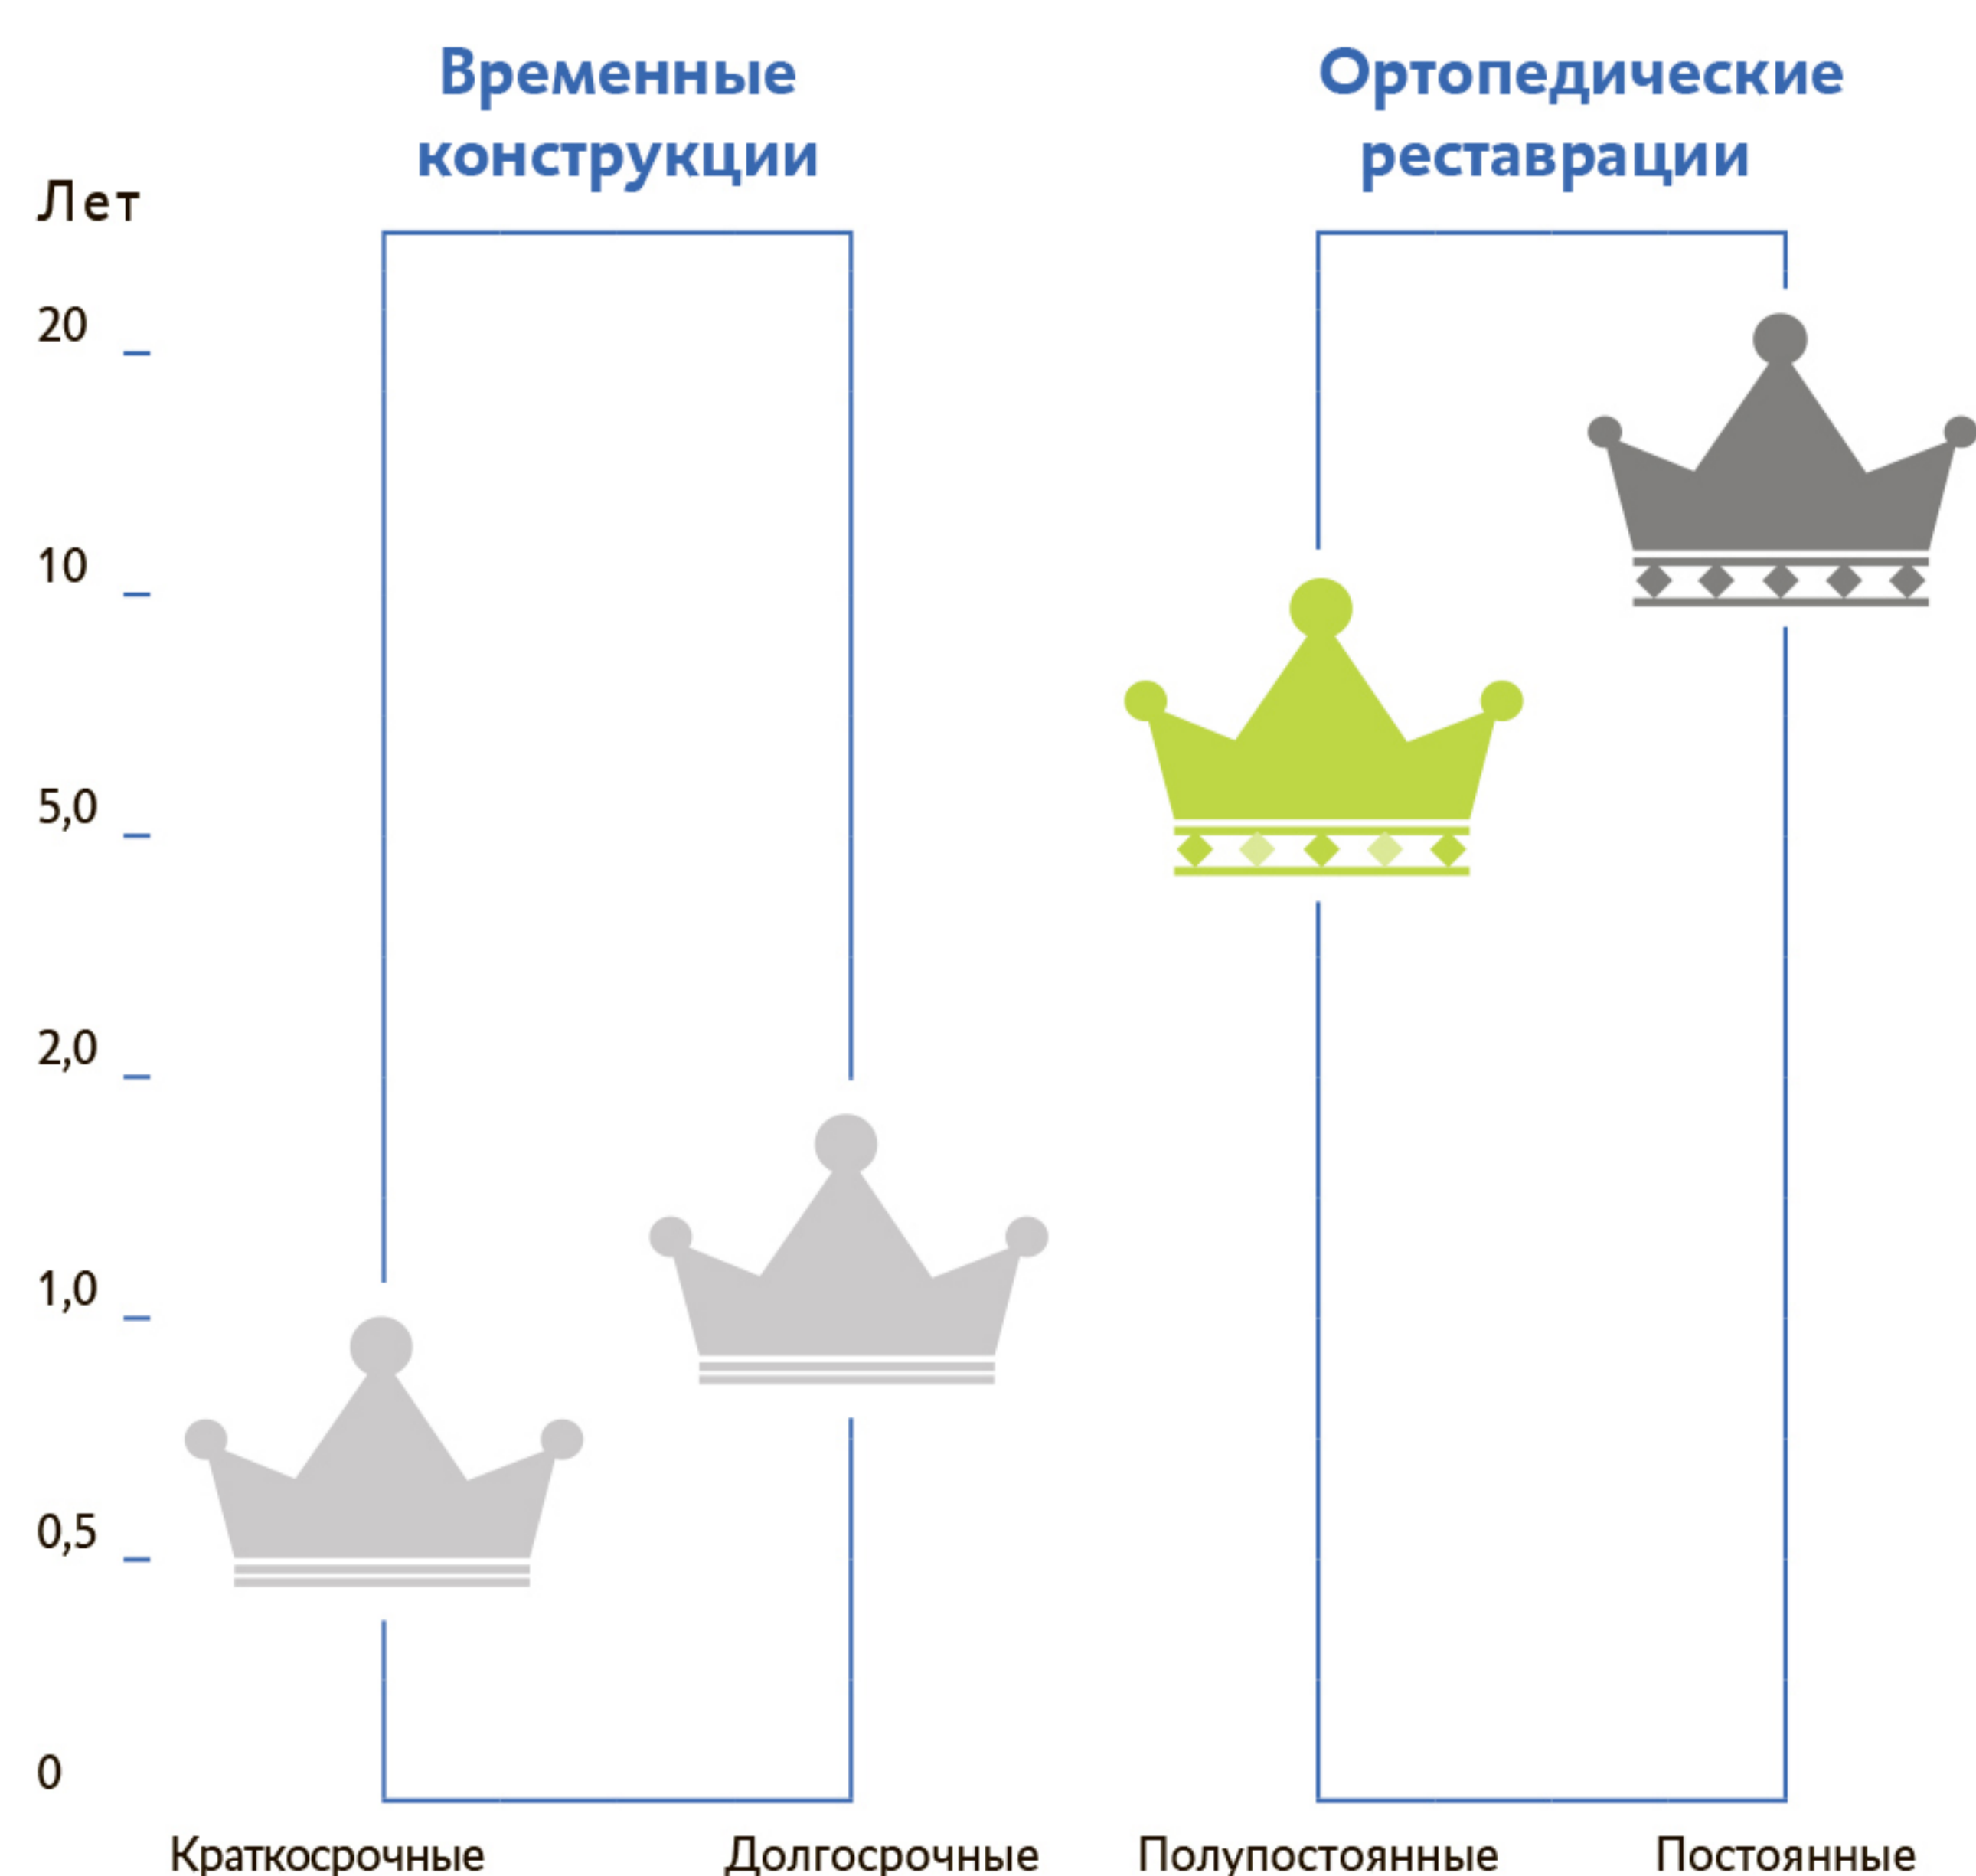 Временные
конструкции
Ортопедические
реставрации
Лет
20
10
5,0
2,0
1,0
0,5
0
Краткосрочные
Долгосрочные
Полупостоянные
Постоянные